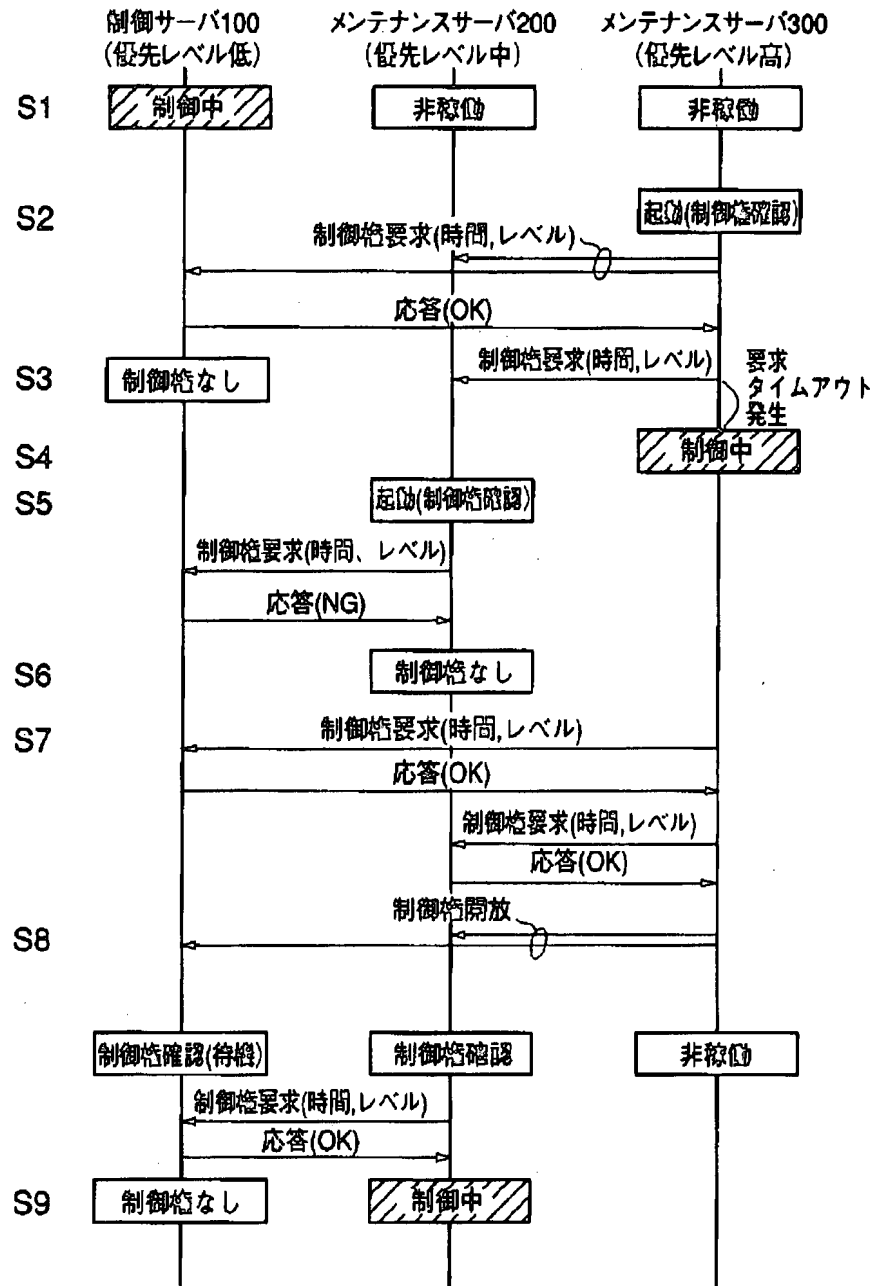 制御サーバ100
(優先レベル低)
メンテナンスサーバ200
(優先レベル中)
メンテナンスサーバ300
(優先レベル高)
S1
制御中
非稼働
非稼働
S2
起動(制御権確認)
制御権要求(時間,レベル)
応答(OK)
S3
制御権なし
制御権要求(時間,レベル)
要求
タイムアウト
発生
S4
制御中
S5
起動(制御権確認)
制御権要求(時間、レベル)
応答(NG)
S6
制御権なし
S7
制御権要求(時間,レベル)
応答(OK)
制御権要求(時間,レベル)
応答(OK)
制御権開放
S8
制御権確認(待機)
制御権確認
非稼働
制御権要求(時間,レベル)
応答(OK)
S9
制御権なし
制御中